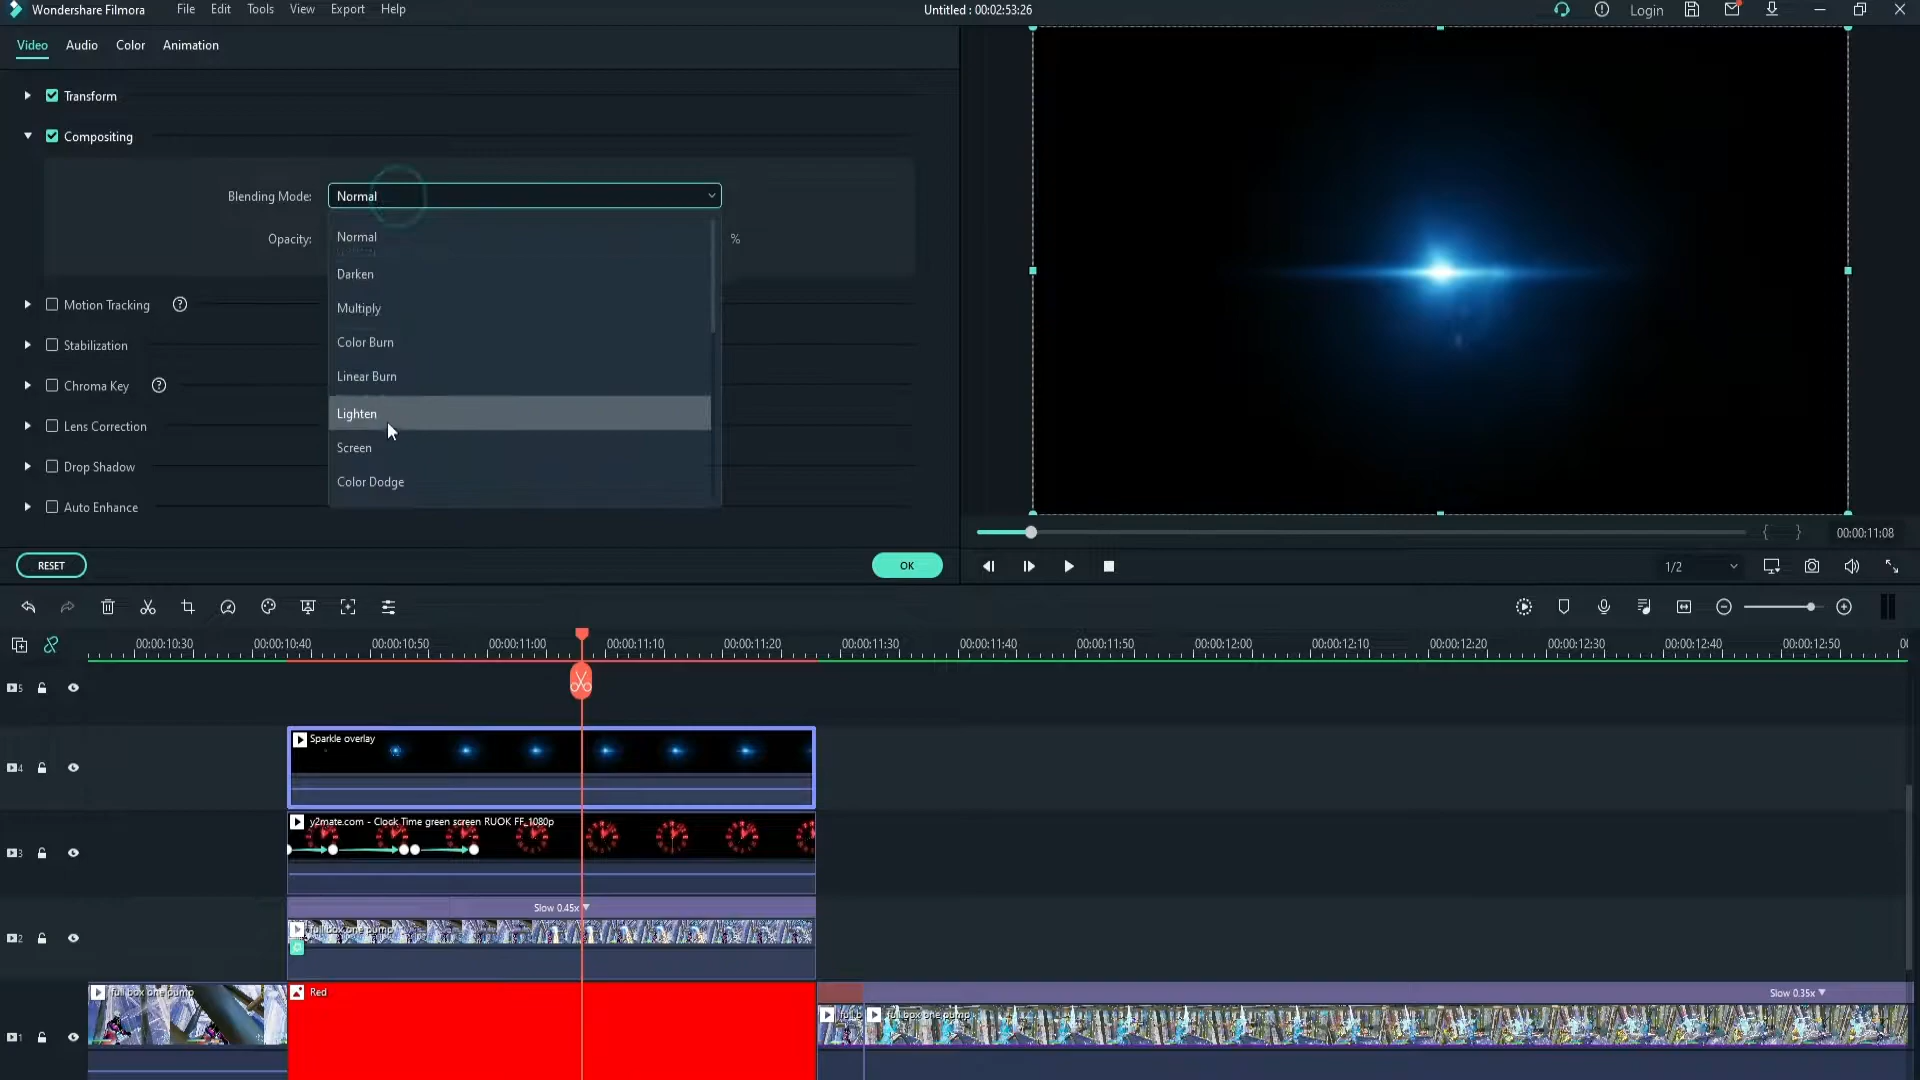 Wondershare Filmora File Edit Tools View Export Help Untitled : 00:02:53:26 Login
Video Audio Color Animation
Transform
Compositing
Blending Mode: Normal
Opacity: %
Normal
Darken
Multiply
Color Burn
Linear Burn
Lighten
Screen
Color Dodge
Motion Tracking
Stabilization
Chroma Key
Lens Correction
Drop Shadow
Auto Enhance
RESET OK
{ } 00:00:11:08
1/2
00:00:10:30 00:00:10:40 00:00:10:50 00:00:11:00 00:00:11:10 00:00:11:20 00:00:11:30 00:00:11:40 00:00:11:50 00:00:12:00 00:00:12:10 00:00:12:20 00:00:12:30 00:00:12:40 00:00:12:50
5
4 Sparkle overlay
3 y2mate.com - Clock Time green screen RUOK FF_1080p
Slow 0.45x
2 full box one pump
full box one pump Red Slow 0.35x
1 full b full box one pump